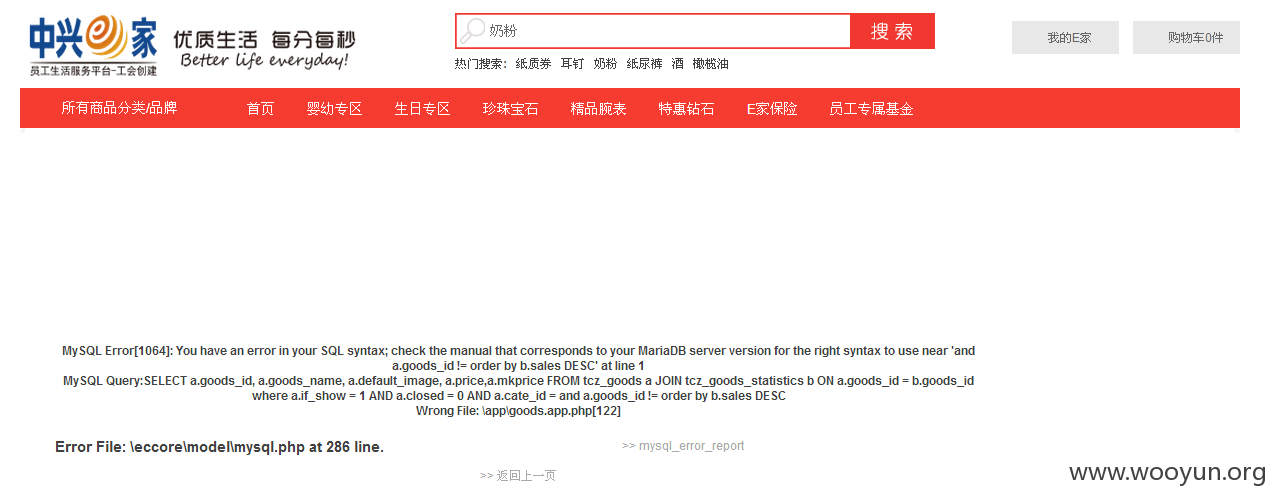 中兴e家
员工生活服务平台-工会创建
优质生活 每分每秒
Better life everyday!
奶粉
搜 索
热门搜索： 纸质券 耳钉 奶粉 纸尿裤 酒 橄榄油
我的E家
购物车0件
所有商品分类/品牌 首页 婴幼专区 生日专区 珍珠宝石 精品腕表 特惠钻石 E家保险 员工专属基金
MySQL Error[1064]: You have an error in your SQL syntax; check the manual that corresponds to your MariaDB server version for the right syntax to use near 'and
a.goods_id != order by b.sales DESC' at line 1
MySQL Query:SELECT a.goods_id, a.goods_name, a.default_image, a.price,a.mkprice FROM tcz_goods a JOIN tcz_goods_statistics b ON a.goods_id = b.goods_id
where a.if_show = 1 AND a.closed = 0 AND a.cate_id = and a.goods_id != order by b.sales DESC
Wrong File: \app\goods.app.php[122]
Error File: \eccore\model\mysql.php at 286 line.
>> mysql_error_report
>> 返回上一页
www.wooyun.org